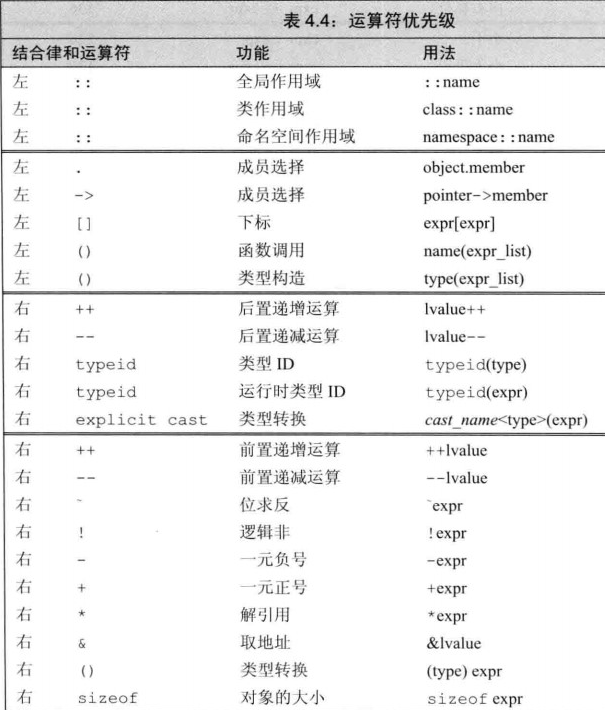 表 4.4：运算符优先级
结合律和运算符 功能 用法
左 :: 全局作用域 ::name
左 :: 类作用域 class::name
左 :: 命名空间作用域 namespace::name
左 . 成员选择 object.member
左 -> 成员选择 pointer->member
左 [] 下标 expr[expr]
左 () 函数调用 name(expr_list)
左 () 类型构造 type(expr_list)
右 ++ 后置递增运算 lvalue++
右 -- 后置递减运算 lvalue--
右 typeid 类型 ID typeid(type)
右 typeid 运行时类型 ID typeid(expr)
右 explicit cast 类型转换 cast_name<type>(expr)
右 ++ 前置递增运算 ++lvalue
右 -- 前置递减运算 --lvalue
右 ~ 位求反 ~expr
右 ! 逻辑非 !expr
右 - 一元负号 -expr
右 + 一元正号 +expr
右 * 解引用 *expr
右 & 取地址 &lvalue
右 () 类型转换 (type) expr
右 sizeof 对象的大小 sizeof expr